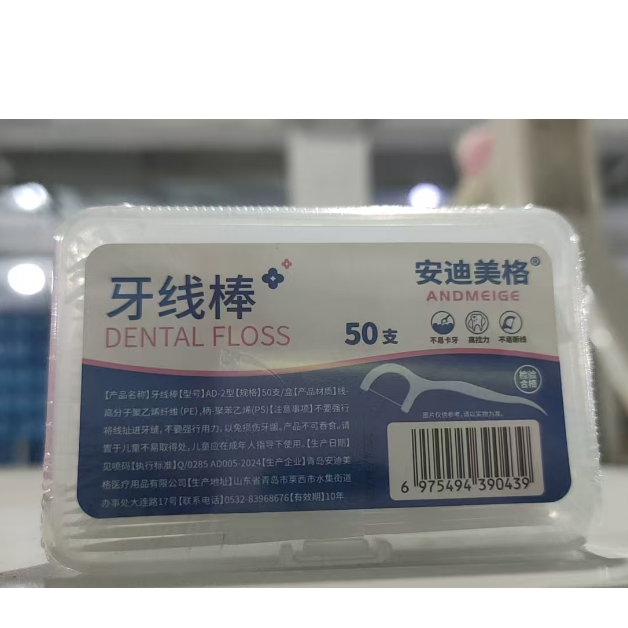 牙线棒
DENTAL FLOSS
50支
安迪美格®
ANDMEIGE
不易卡牙 高拉力 不易断线
【产品名称】牙线棒【型号】AD-2型【规格】50支/盒【产品材质】线-
高分子聚乙烯纤维(PE),柄-聚苯乙烯(PS)【注意事项】不要强行
将线扯进牙缝,不要强行用力,以免损伤牙龈。产品不可吞食。请
置于儿童不易取得处,儿童应在成年人指导下使用。【生产日期】
见喷码【执行标准】Q/0285 AD005-2024【生产企业】青岛安迪美
格医疗用品有限公司【生产地址】山东省青岛市莱西市水集街道
办事处大连路17号【联系电话】0532-83968676【有效期】10年
检验
合格
图片仅供参考,请以实物为准。
6 975494 390439